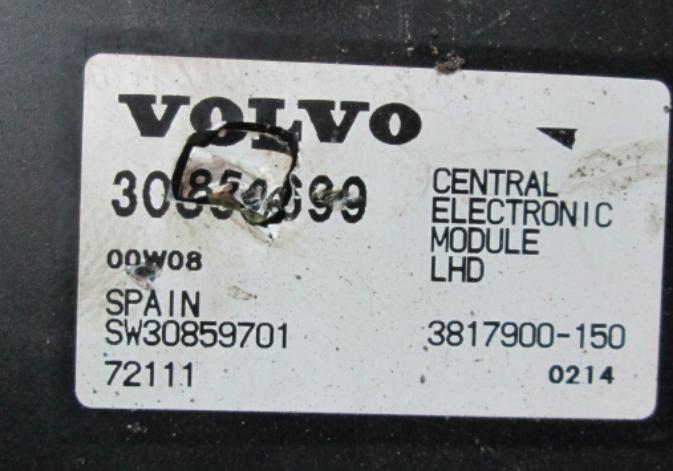 VOLVO
CENTRAL
ELECTRONIC
MODULE
LHD
00W08
SPAIN
SW30859701
3817900-150
72111
0214